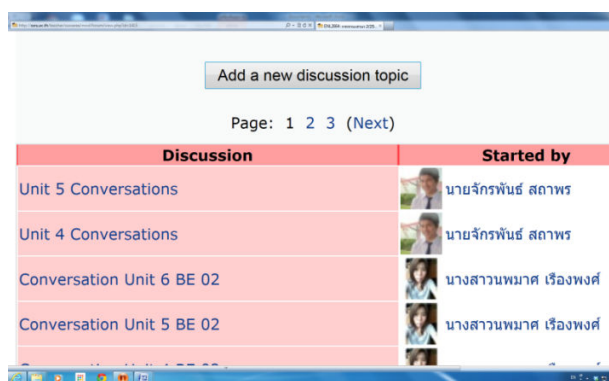 Add a new discussion topic
Page: 1 2 3 (Next)
Discussion Started by
Unit 5 Conversations นายจักรพันธ์ สถาพร
Unit 4 Conversations นายจักรพันธ์ สถาพร
Conversation Unit 6 BE 02 นางสาวนพมาศ เรืองพงศ์
Conversation Unit 5 BE 02 นางสาวนพมาศ เรืองพงศ์